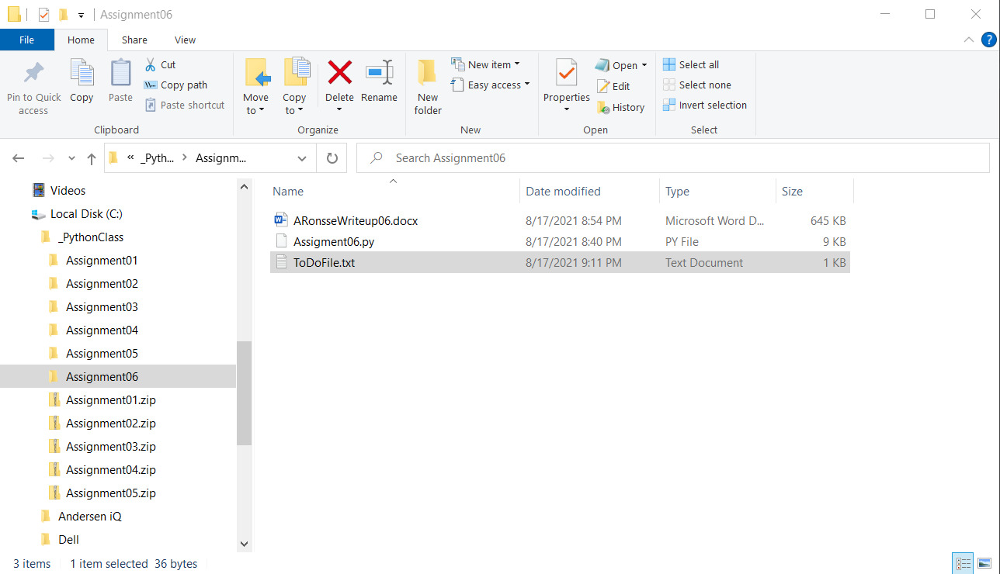 Assignment06
File Home Share View
Pin to Quick access
Copy
Paste
Cut
Copy path
Paste shortcut
Clipboard
Move to
Copy to
Delete
Rename
Organize
New folder
New item
Easy access
New
Properties
Open
Edit
History
Open
Select all
Select none
Invert selection
Select
« _Pyth... > Assignm...
Search Assignment06
Videos
Local Disk (C:)
_PythonClass
Assignment01
Assignment02
Assignment03
Assignment04
Assignment05
Assignment06
Assignment01.zip
Assignment02.zip
Assignment03.zip
Assignment04.zip
Assignment05.zip
Andersen iQ
Dell
Name Date modified Type Size
ARonsseWriteup06.docx 8/17/2021 8:54 PM Microsoft Word D... 645 KB
Assigment06.py 8/17/2021 8:40 PM PY File 9 KB
ToDoFile.txt 8/17/2021 9:11 PM Text Document 1 KB
3 items 1 item selected 36 bytes